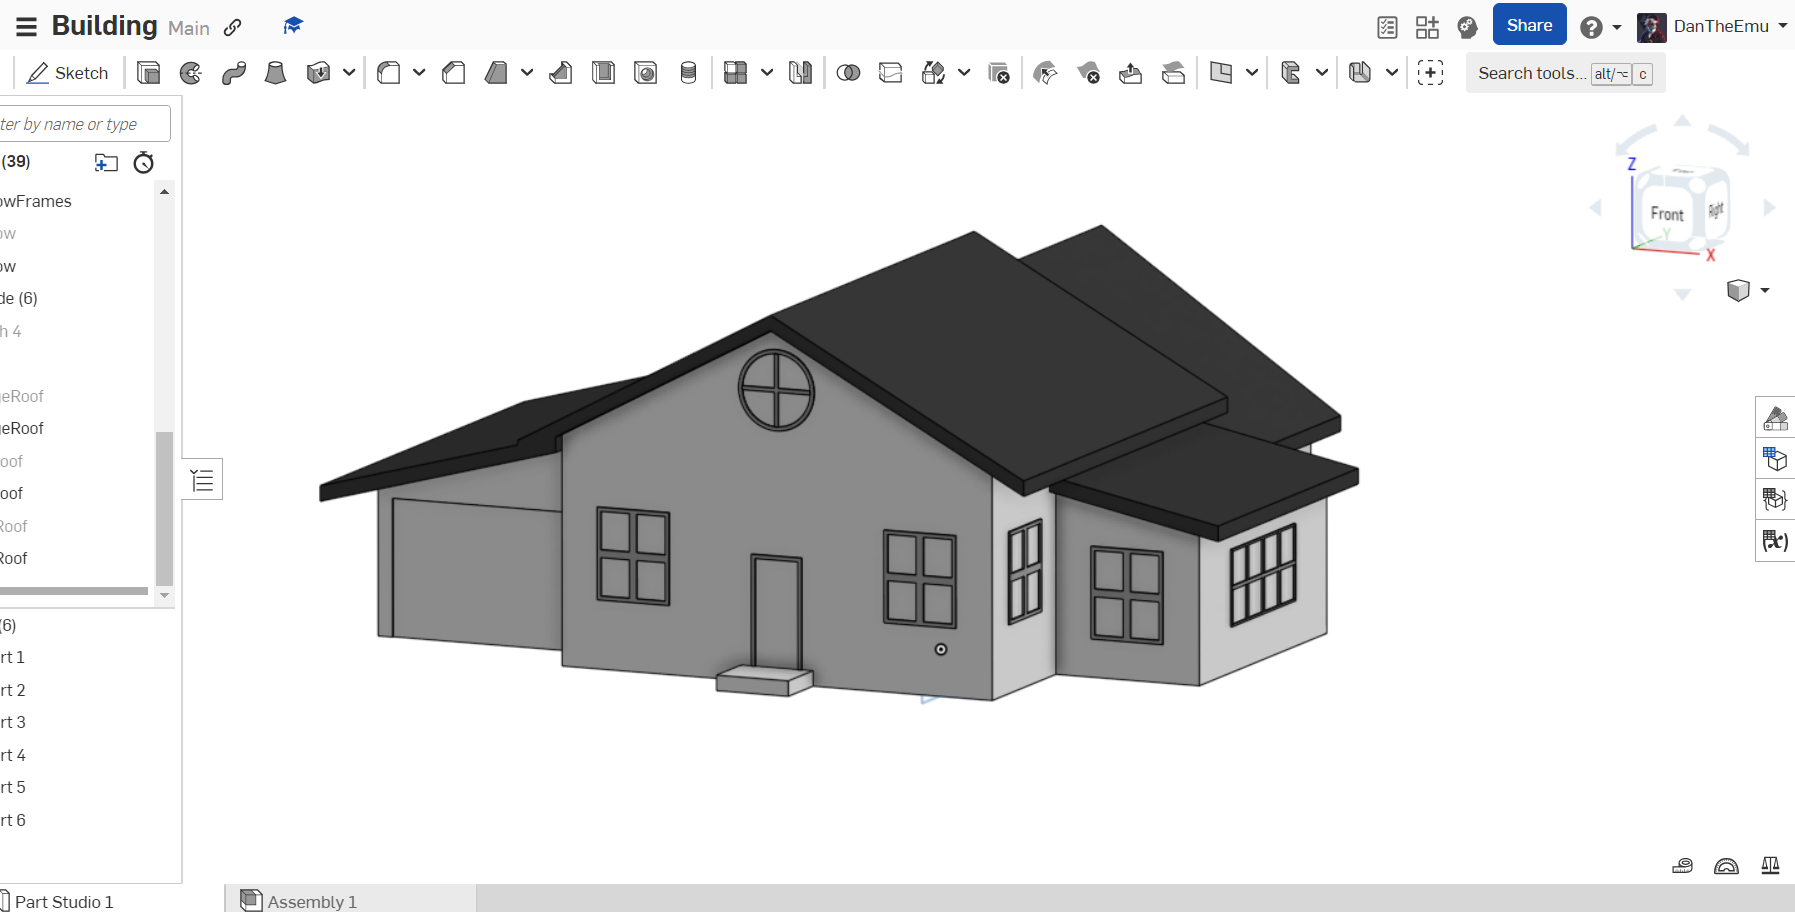 Building Main
Share
DanTheEmu
Sketch
Search tools... alt/⌥ c
ter by name or type
(39)
owFrames
ow
ow
de (6)
h 4
eRoof
eRoof
oof
oof
Roof
Roof
(6)
rt 1
rt 2
rt 3
rt 4
rt 5
rt 6
Z
Front
Right
Y
X
(x)
Part Studio 1
Assembly 1